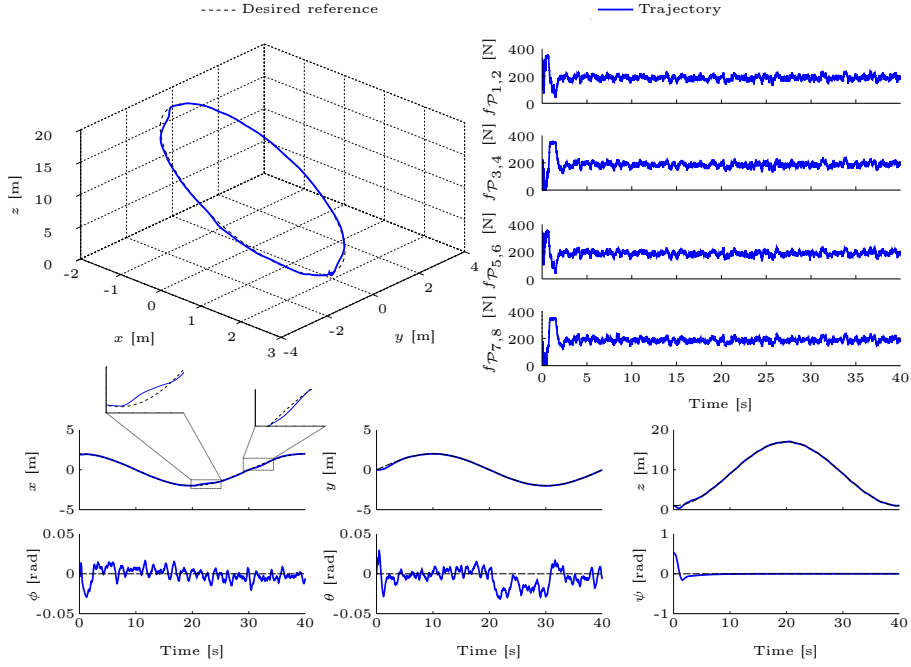 Desired reference
Trajectory
20
15
10
5
0
z [m]
-2
-1
0
1
2
3
x [m]
-4
-2
0
2
4
y [m]
400
200
0
f𝒫1,2 [N]
400
200
0
f𝒫3,4 [N]
400
200
0
f𝒫5,6 [N]
400
200
0
f𝒫7,8 [N]
0 5 10 15 20 25 30 35 40
Time [s]
5
0
-5
x [m]
5
0
-5
y [m]
20
10
0
z [m]
0.05
0
-0.05
ϕ [rad]
0 10 20 30 40
Time [s]
0.05
0
-0.05
θ [rad]
0 10 20 30 40
Time [s]
1
0
-1
ψ [rad]
0 10 20 30 40
Time [s]